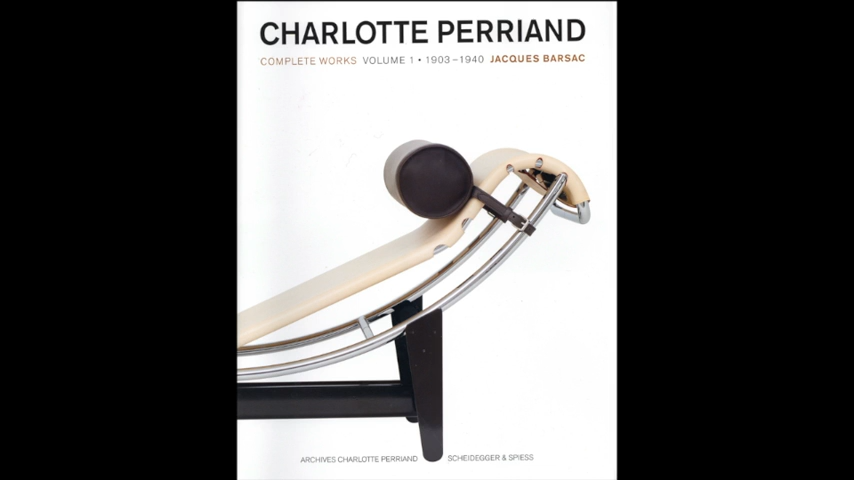 CHARLOTTE PERRIAND
COMPLETE WORKS VOLUME 1 • 1903–1940 JACQUES BARSAC
ARCHIVES CHARLOTTE PERRIAND SCHEIDEGGER & SPIESS